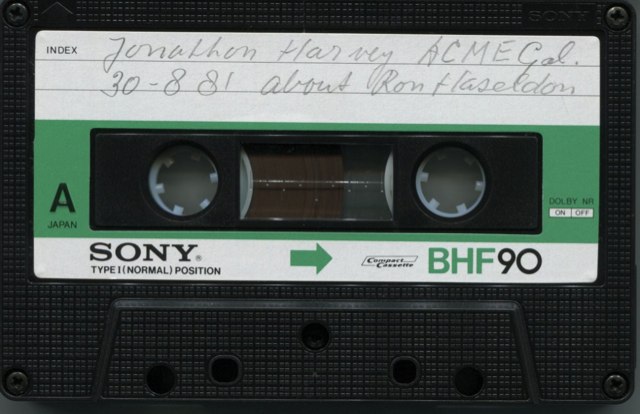 SONY
INDEX Jonathon Harvey ACME Gal.
30-8 81 about Ron Haseldon
A
JAPAN
DOLBY NR
ON OFF
SONY®
TYPE I (NORMAL) POSITION
Compact Cassette
BHF90